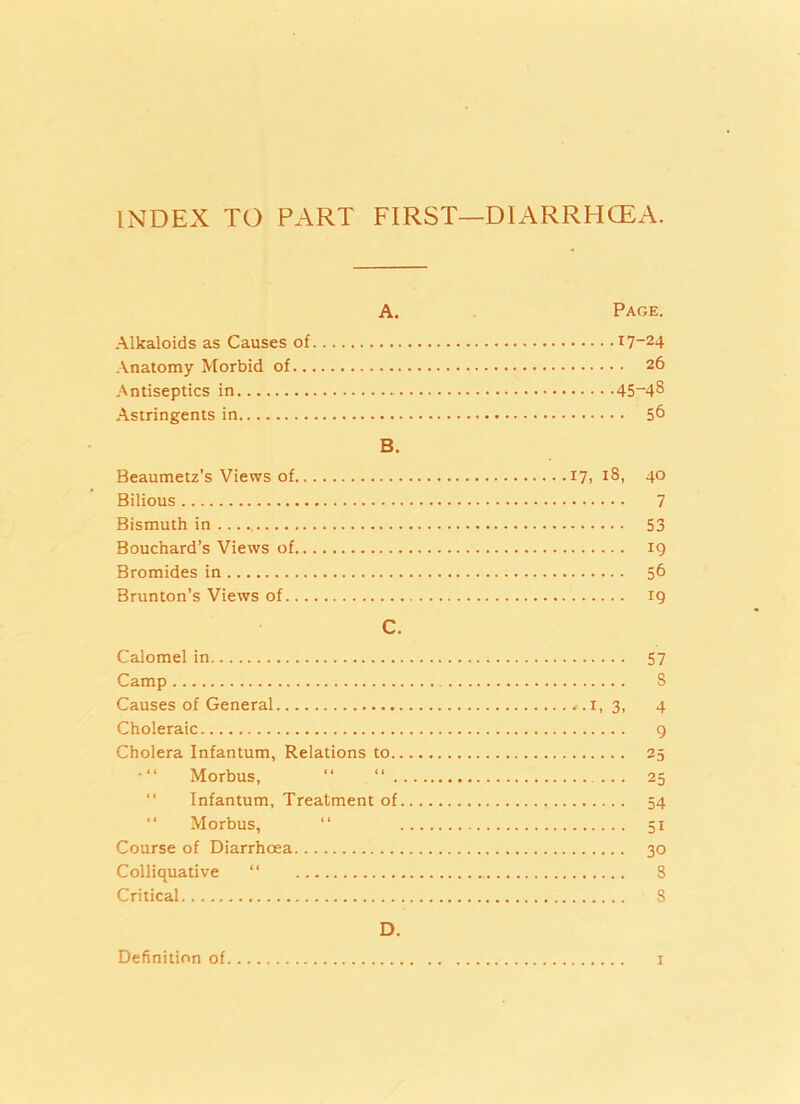 INDEX TO PART FIRST—DIARRHŒA.
A. PAGE.
Alkaloids as Causes of.......... 17-24
Anatomy Morbid of.......... 26
Antiseptics in.......... 45-48
Astringents in.......... 56
B.
Beaumetz's Views of.......... 17, 18, 40
Bilious.......... 7
Bismuth in.......... 53
Bouchard's Views of.......... 19
Bromides in.......... 56
Brunton's Views of.......... 19
C.
Calomel in.......... 57
Camp.......... 8
Causes of General.......... 1, 3, 4
Choleraic.......... 9
Cholera Infantum, Relations to.......... 25
" Morbus, " ".......... 25
" Infantum, Treatment of.......... 54
" Morbus, " .......... 51
Course of Diarrhœa.......... 30
Colliquative " .......... 8
Critical.......... 8
D.
Definition of.......... 1